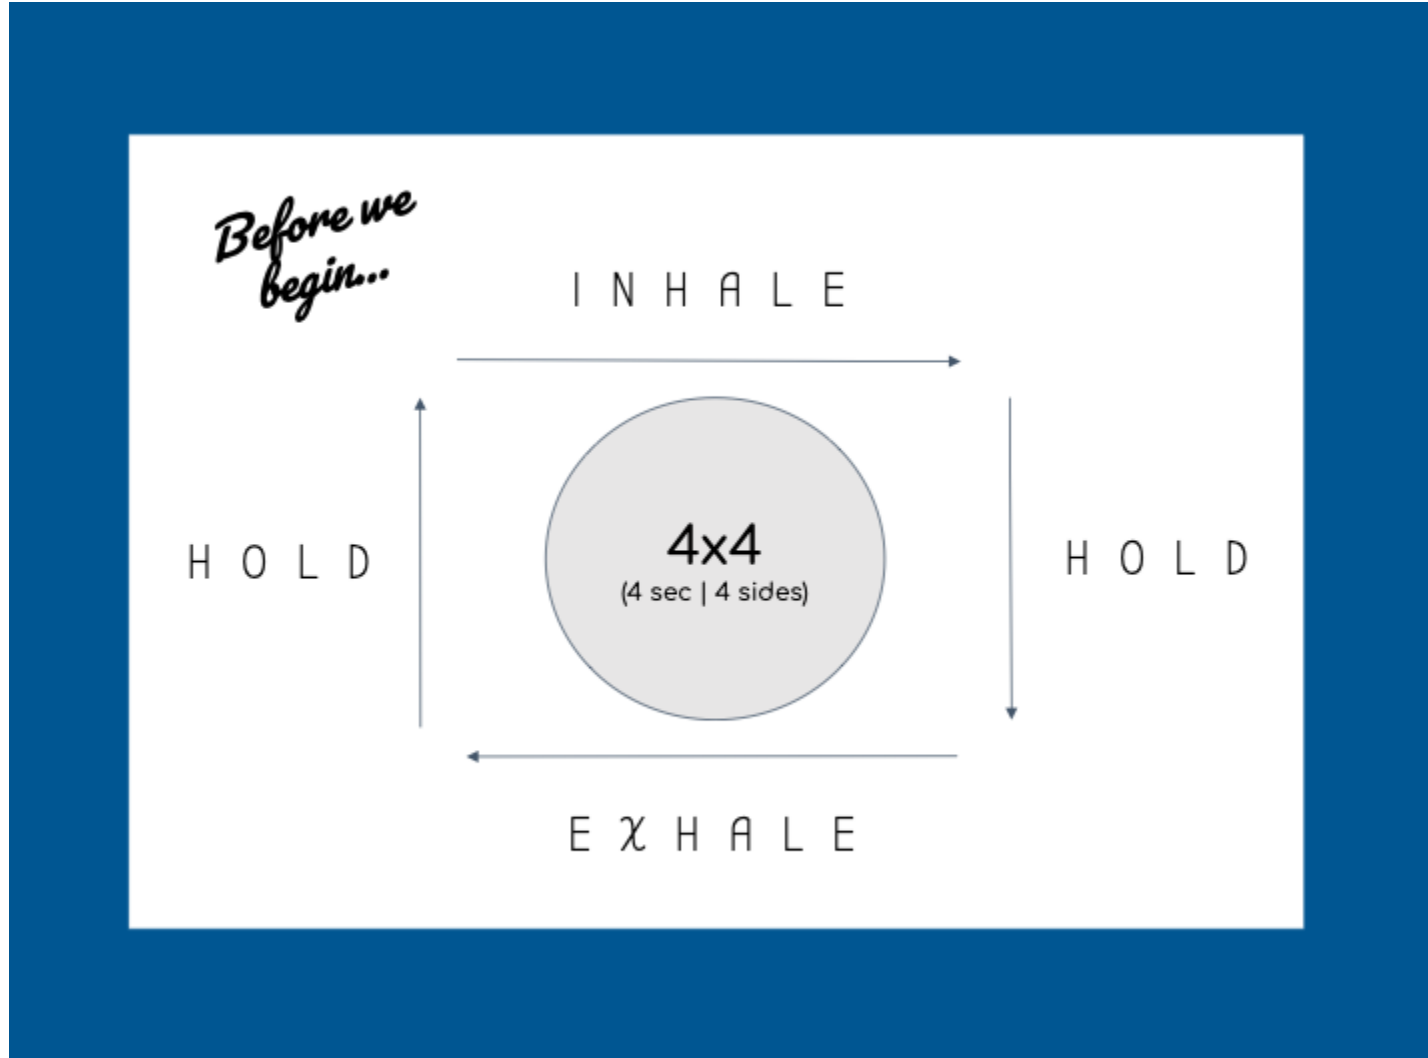 Before we
begin...
INHALE
HOLD
HOLD
4x4
(4 sec | 4 sides)
EXHALE